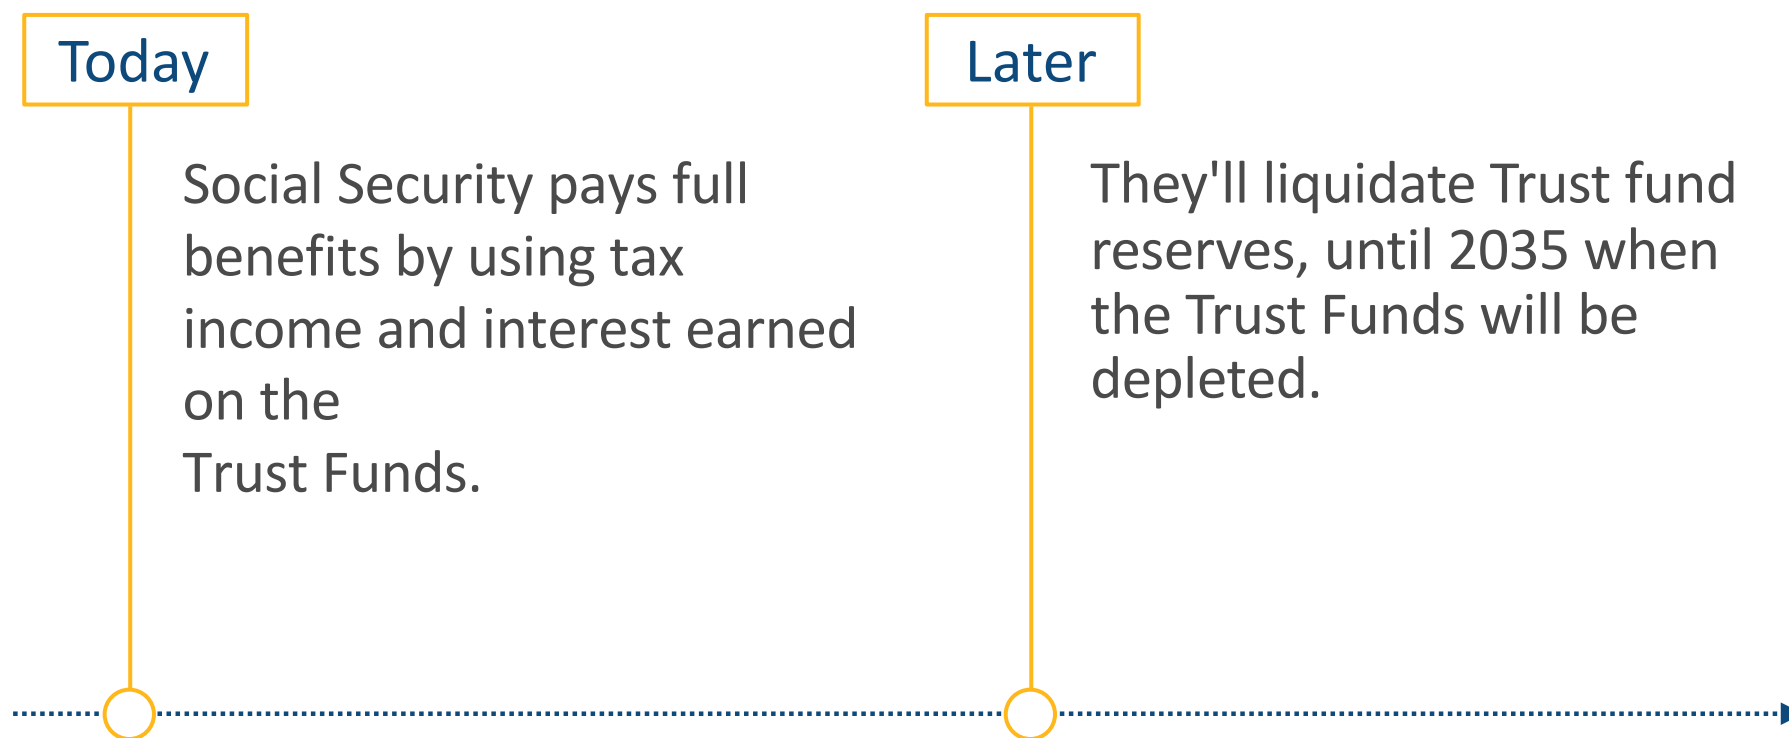 Today
Social Security pays full
benefits by using tax
income and interest earned
on the
Trust Funds.
Later
They'll liquidate Trust fund
reserves, until 2035 when
the Trust Funds will be
depleted.